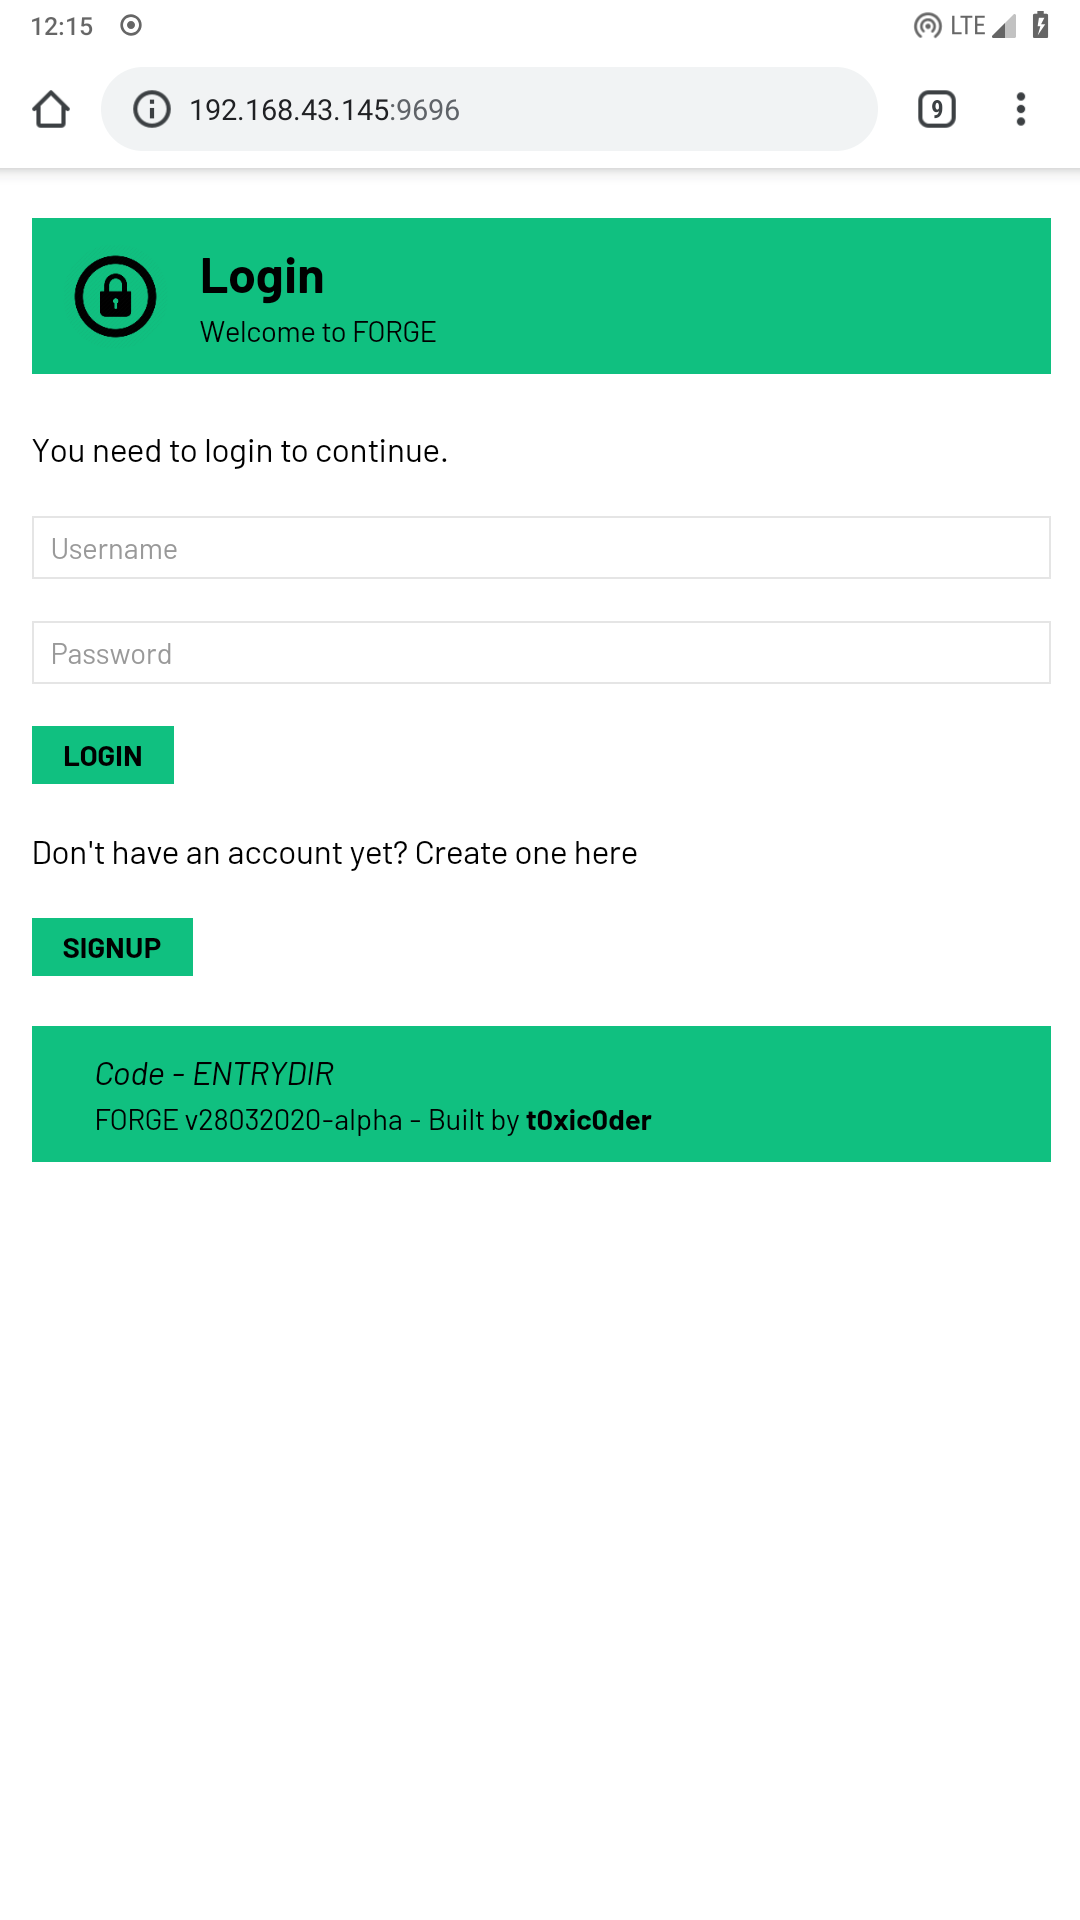 12:15 LTE
192.168.43.145:9696 9
Login
Welcome to FORGE
You need to login to continue.
Username
Password
LOGIN
Don't have an account yet? Create one here
SIGNUP
Code - ENTRYDIR
FORGE v28032020-alpha - Built by t0xic0der